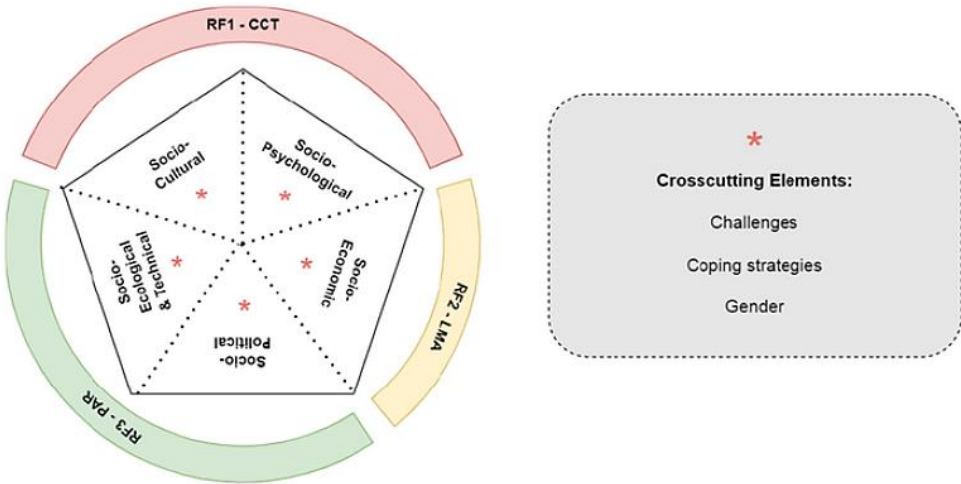 RF1 - CCT
Socio-
Cultural
*
Socio-
Psychological
*
Socio-
Ecological
& Technical
*
Socio-
Economic
*
Socio-
Political
*
RF2 - LMA
RF3 - PAR
*
Crosscutting Elements:
Challenges
Coping strategies
Gender